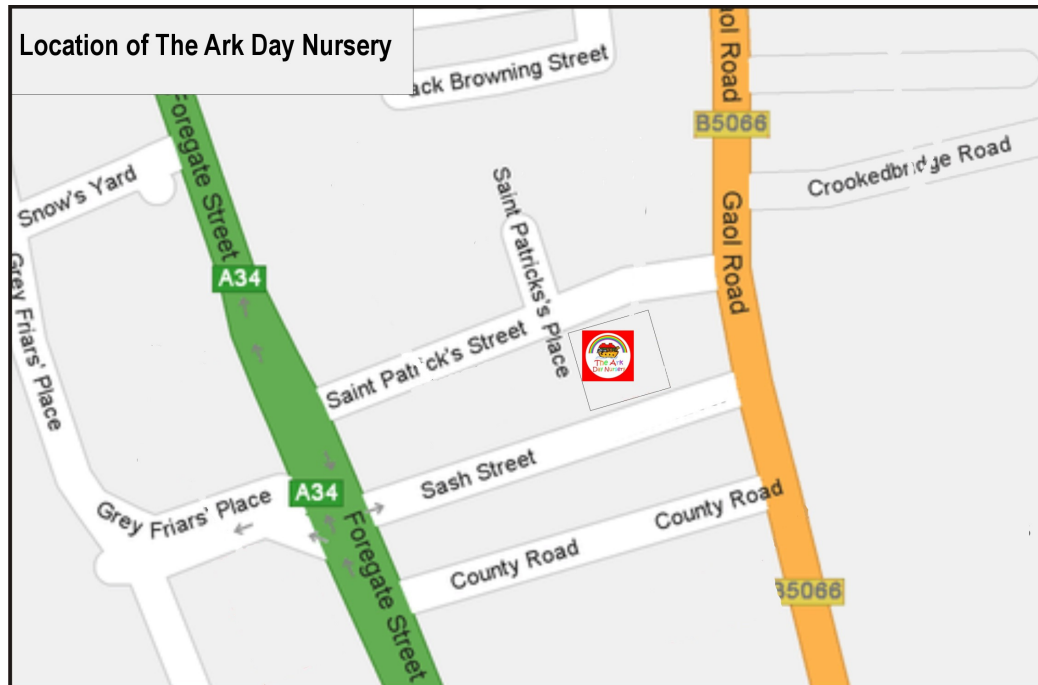 Location of The Ark Day Nursery
ack Browning Street
ol Road
B5066
Foregate Street
Snow's Yard
Crookedbridge Road
Saint Patricks's Place
Gaol Road
Grey Friars' Place
A34
Saint Patrick's Street
The Ark
Day Nursery
Sash Street
A34
Grey Friars' Place
County Road
County Road
Foregate Street
B5066